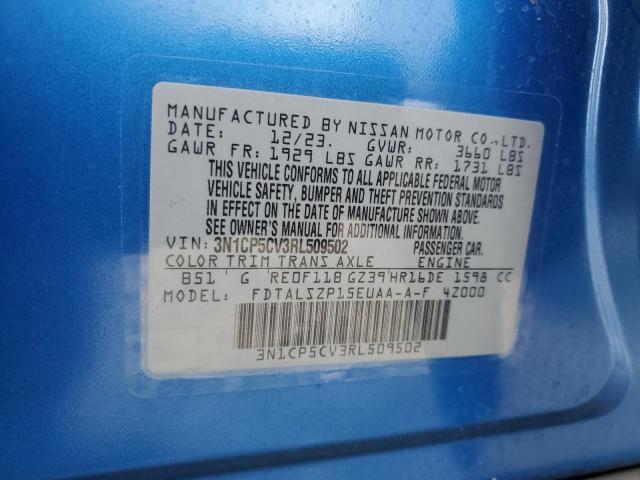 MANUFACTURED BY NISSAN MOTOR CO.,LTD.
DATE: 12/23. GVWR: 3660 LBS
GAWR FR: 1929 LBS GAWR RR: 1731 LBS
THIS VEHICLE CONFORMS TO ALL APPLICABLE FEDERAL MOTOR
VEHICLE SAFETY, BUMPER AND THEFT PREVENTION STANDARDS
IN EFFECT ON THE DATE OF MANUFACTURE SHOWN ABOVE.
SEE OWNER'S MANUAL FOR ADDITIONAL INFORMATION
VIN: 3N1CP5CV3RL509502 PASSENGER CAR.
COLOR TRIM TRANS AXLE ENGINE
B51 G RE0F11B GZ39 HR16DE 1598 CC
MODEL: FDTALSZP15EUAA-A-F 4Z000
3N1CP5CV3RL509502